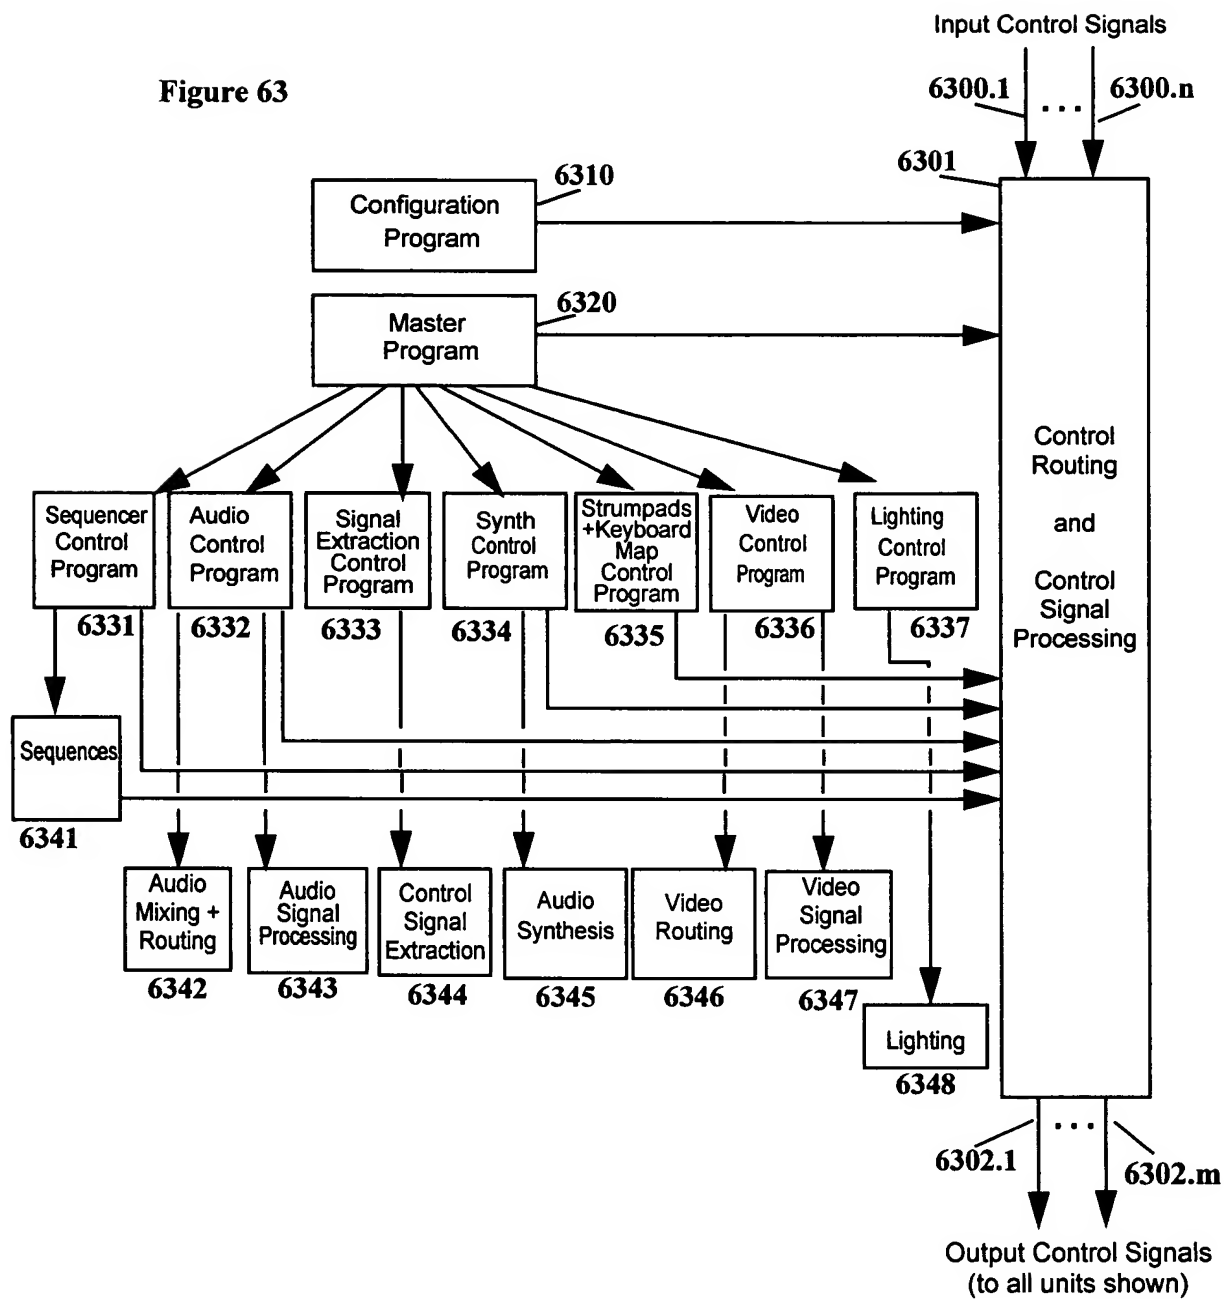 Input Control Signals
Figure 63
6300.1
...
6300.n
6301
6310
Configuration
Program
6320
Master
Program
Control
Routing
and
Control
Signal
Processing
Sequencer
Control
Program
6331
Audio
Control
Program
6332
Signal
Extraction
Control
Program
6333
Synth
Control
Program
6334
Strumpads
+Keyboard
Map
Control
Program
6335
Video
Control
Program
6336
Lighting
Control
Program
6337
Sequences
6341
Audio
Mixing +
Routing
6342
Audio
Signal
Processing
6343
Control
Signal
Extraction
6344
Audio
Synthesis
6345
Video
Routing
6346
Video
Signal
Processing
6347
Lighting
6348
6302.1
...
6302.m
Output Control Signals
(to all units shown)